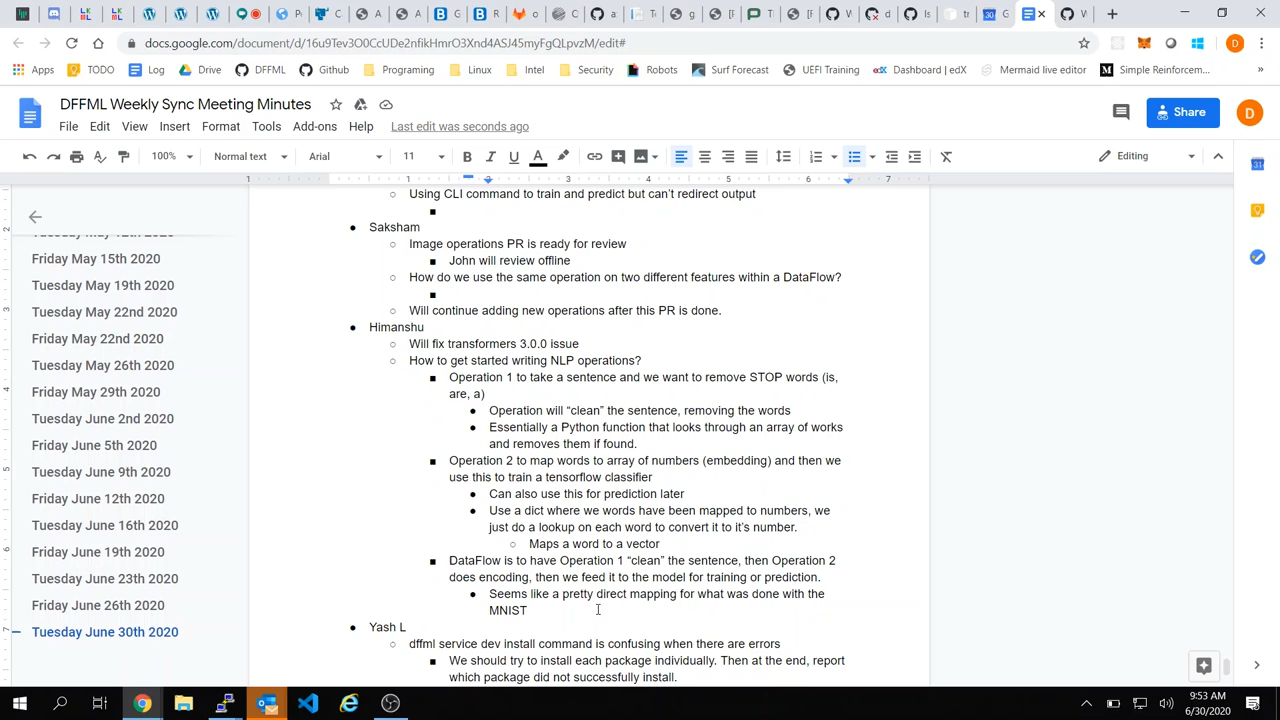 docs.google.com/document/d/16u9Tev3O0CcUDe2nfikHmrO3Xnd4ASJ45myFgQLpvzM/edit#
Apps TODO Log Drive DFFML Github Programing Linux Intel Security Robots Surf Forecast UEFI Training Dashboard | edX Mermaid live editor Simple Reinforcem...
DFFML Weekly Sync Meeting Minutes
Share
File Edit View Insert Format Tools Add-ons Help Last edit was seconds ago
100% Normal text Arial 11 Editing
1 1 2 3 4 5 6 7
Using CLI command to train and predict but can't redirect output
Saksham
Image operations PR is ready for review
John will review offline
How do we use the same operation on two different features within a DataFlow?
Will continue adding new operations after this PR is done.
Himanshu
Will fix transformers 3.0.0 issue
How to get started writing NLP operations?
Operation 1 to take a sentence and we want to remove STOP words (is,
are, a)
Operation will “clean” the sentence, removing the words
Essentially a Python function that looks through an array of works
and removes them if found.
Operation 2 to map words to array of numbers (embedding) and then we
use this to train a tensorflow classifier
Can also use this for prediction later
Use a dict where we words have been mapped to numbers, we
just do a lookup on each word to convert it to it's number.
Maps a word to a vector
DataFlow is to have Operation 1 “clean” the sentence, then Operation 2
does encoding, then we feed it to the model for training or prediction.
Seems like a pretty direct mapping for what was done with the
MNIST
Yash L
dffml service dev install command is confusing when there are errors
We should try to install each package individually. Then at the end, report
which package did not successfully install.
Tuesday May 12th 2020
Friday May 15th 2020
Tuesday May 19th 2020
Tuesday May 22nd 2020
Friday May 22nd 2020
Tuesday May 26th 2020
Friday May 29th 2020
Tuesday June 2nd 2020
Friday June 5th 2020
Tuesday June 9th 2020
Friday June 12th 2020
Tuesday June 16th 2020
Friday June 19th 2020
Tuesday June 23th 2020
Friday June 26th 2020
Tuesday June 30th 2020
9:53 AM
6/30/2020